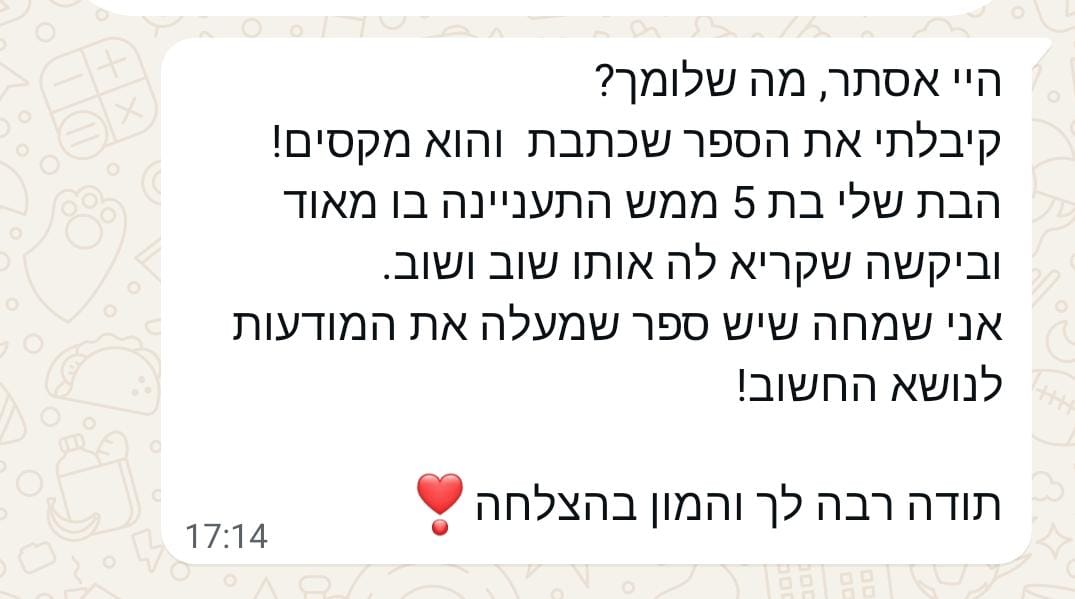 היי אסתר, מה שלומך?
קיבלתי את הספר שכתבת  והוא מקסים!
הבת שלי בת 5 ממש התעניינה בו מאוד
וביקשה שקריא לה אותו שוב ושוב.
אני שמחה שיש ספר שמעלה את המודעות
לנושא החשוב!
תודה רבה לך והמון בהצלחה ❣️
17:14